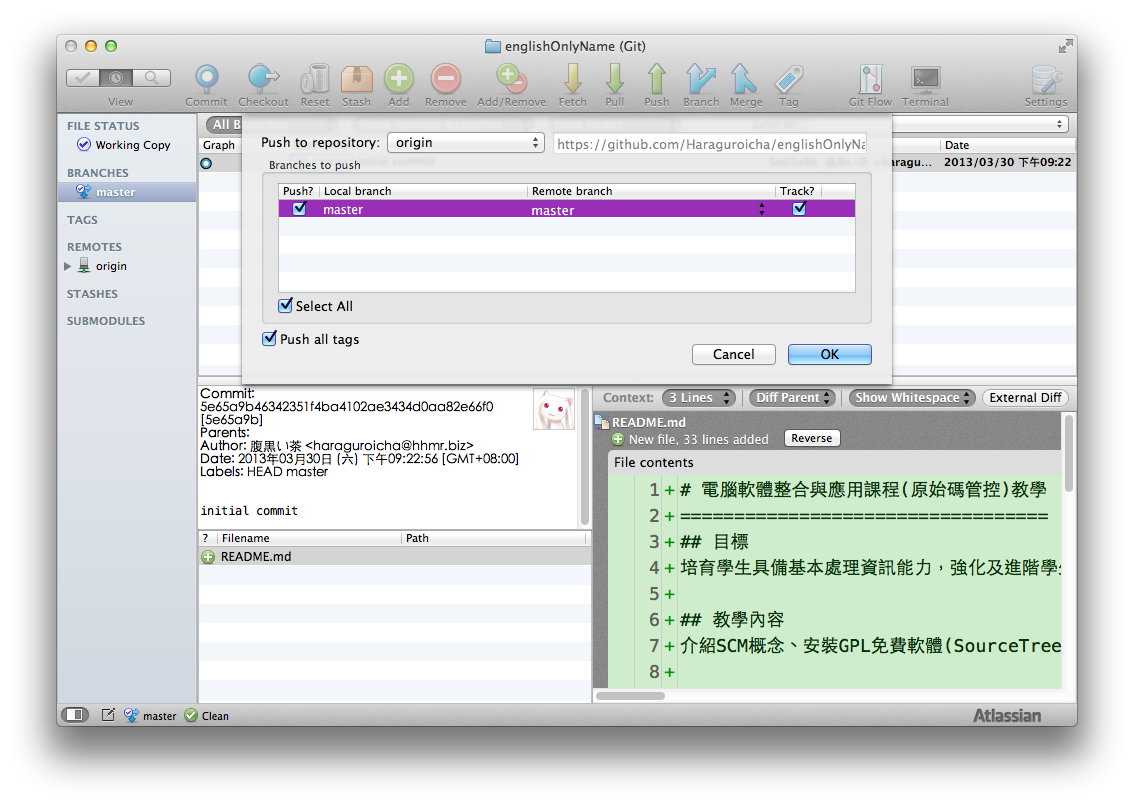 englishOnlyName (Git)
View Commit Checkout Reset Stash Add Remove Add/Remove Fetch Pull Push Branch Merge Tag Git Flow Terminal Settings
FILE STATUS
Working Copy
BRANCHES
master
TAGS
REMOTES
origin
STASHES
SUBMODULES
All B
Graph Date
2013/03/30 下午09:22
Push to repository: origin https://github.com/Haraguroicha/englishOnlyNa
Branches to push
Push? Local branch Remote branch Track?
master master
Select All
Push all tags
Cancel OK
Commit:
5e65a9b46342351f4ba4102ae3434d0aa82e66f0
[5e65a9b]
Parents:
Author: 腹黒い茶 <haraguroicha@hhmr.biz>
Date: 2013年03月30日 (六) 下午09:22:56 [GMT+08:00]
Labels: HEAD master
initial commit
? Filename Path
README.md
Context: 3 Lines Diff Parent Show Whitespace External Diff
README.md
New file, 33 lines added Reverse
File contents
1 + # 電腦軟體整合與應用課程(原始碼管控)教學
2 + ==================================
3 + ## 目標
4 + 培育學生具備基本處理資訊能力，強化及進階學
5 +
6 + ## 教學內容
7 + 介紹SCM概念、安裝GPL免費軟體(SourceTree
8 +
master Clean
Atlassian